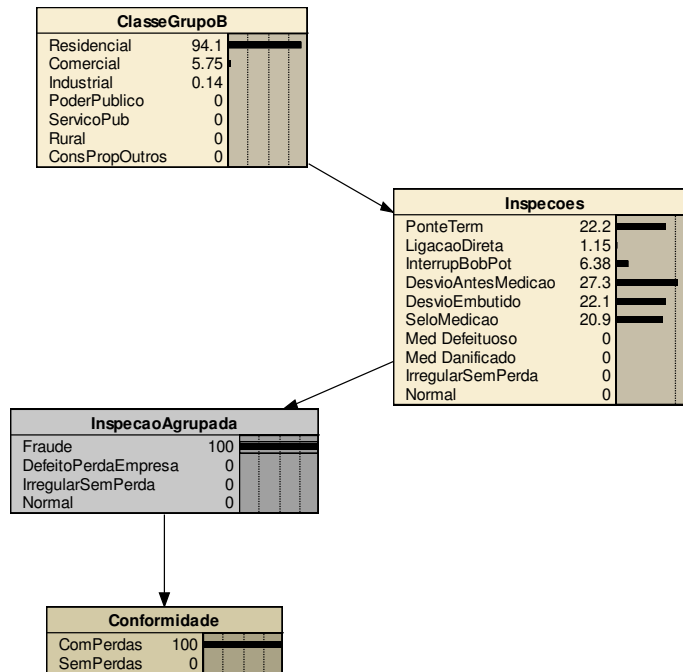 ClasseGrupoB
Residencial 94.1
Comercial 5.75
Industrial 0.14
PoderPublico 0
ServicoPub 0
Rural 0
ConsPropOutros 0
Inspecoes
PonteTerm 22.2
LigacaoDireta 1.15
InterrupBobPot 6.38
DesvioAntesMedicao 27.3
DesvioEmbutido 22.1
SeloMedicao 20.9
Med Defeituoso 0
Med Danificado 0
IrregularSemPerda 0
Normal 0
InspecaoAgrupada
Fraude 100
DefeitoPerdaEmpresa 0
IrregularSemPerda 0
Normal 0
Conformidade
ComPerdas 100
SemPerdas 0